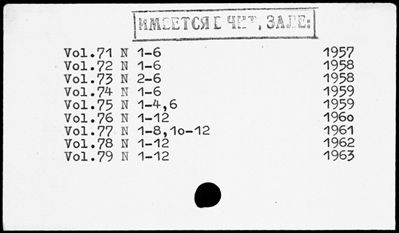 ИМЕЕТСЯ В ЧИТ. ЗАЛЕ:
Vol.71 N 1-6 1957
Vol.72 N 1-6 1958
Vol.73 N 2-6 1958
Vol.74 N 1-6 1959
Vol.75 N 1-4,6 1959
Vol.76 N 1-12 1960
Vol.77 N 1-8,10-12 1961
Vol.78 N 1-12 1962
Vol.79 N 1-12 1963